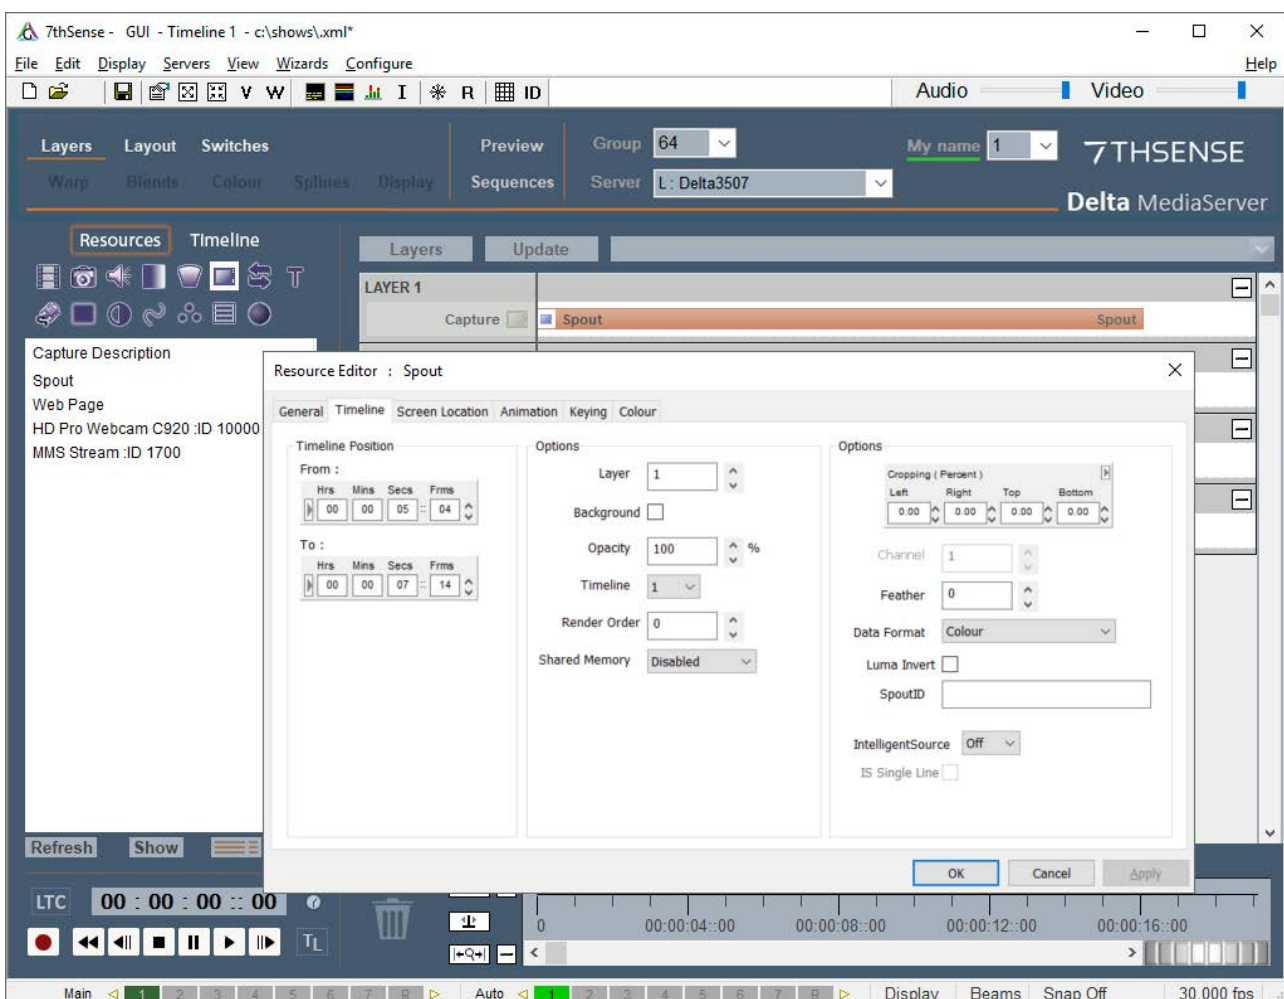 7thSense - GUI - Timeline 1 - c:\shows\.xml*
File Edit Display Servers View Wizards Configure Help
V W I R ID Audio Video
Layers Layout Switches Preview Group 64 My name 1 7THSENSE
Warp Blends Colour Splines Display Sequences Server L : Delta3507
Delta MediaServer
Resources Timeline Layers Update
T
LAYER 1
Capture Spout Spout
Capture Description
Spout
Web Page
HD Pro Webcam C920 :ID 10000
MMS Stream :ID 1700
Resource Editor : Spout
General Timeline Screen Location Animation Keying Colour
Timeline Position
From :
Hrs Mins Secs Frms
00 00 05 :: 04
To :
Hrs Mins Secs Frms
00 00 07 :: 14
Options
Layer 1
Background
Opacity 100 %
Timeline 1
Render Order 0
Shared Memory Disabled
Options
Cropping ( Percent )
Left Right Top Bottom
0.00 0.00 0.00 0.00
Channel 1
Feather 0
Data Format Colour
Luma Invert
SpoutID
IntelligentSource Off
IS Single Line
OK Cancel Apply
Refresh Show
LTC 00 : 00 : 00 :: 00
TL
0 00:00:04::00 00:00:08::00 00:00:12::00 00:00:16::00
Q
Main 1 2 3 4 5 6 7 R Auto 1 2 3 4 5 6 7 R Display Beams Snap Off 30.000 fps